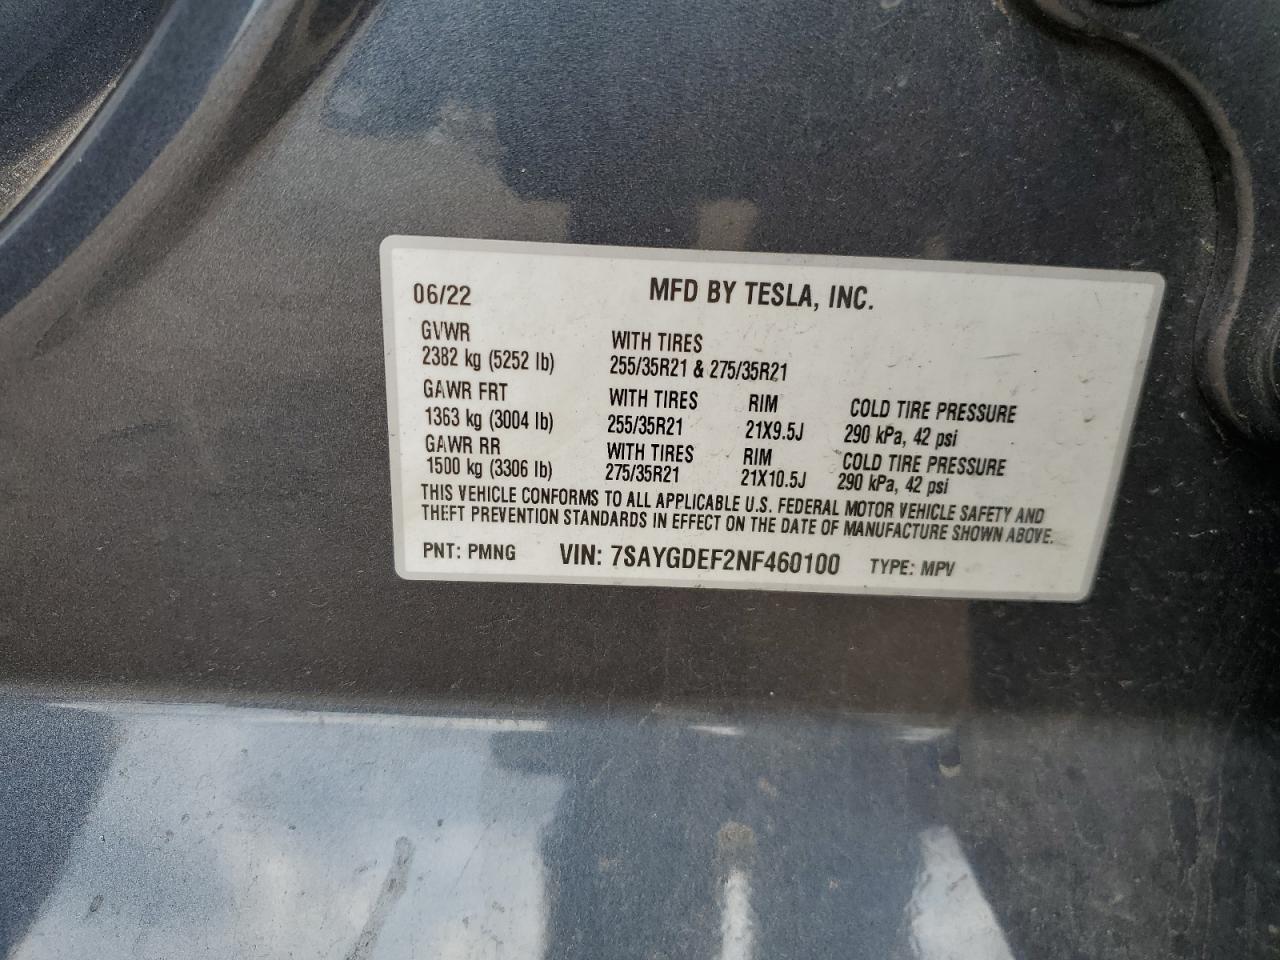 06/22 MFD BY TESLA, INC.
GVWR WITH TIRES
2382 kg (5252 lb) 255/35R21 & 275/35R21
GAWR FRT WITH TIRES RIM COLD TIRE PRESSURE
1363 kg (3004 lb) 255/35R21 21X9.5J 290 kPa, 42 psi
GAWR RR WITH TIRES RIM COLD TIRE PRESSURE
1500 kg (3306 lb) 275/35R21 21X10.5J 290 kPa, 42 psi
THIS VEHICLE CONFORMS TO ALL APPLICABLE U.S. FEDERAL MOTOR VEHICLE SAFETY AND
THEFT PREVENTION STANDARDS IN EFFECT ON THE DATE OF MANUFACTURE SHOWN ABOVE.
PNT: PMNG VIN: 7SAYGDEF2NF460100 TYPE: MPV